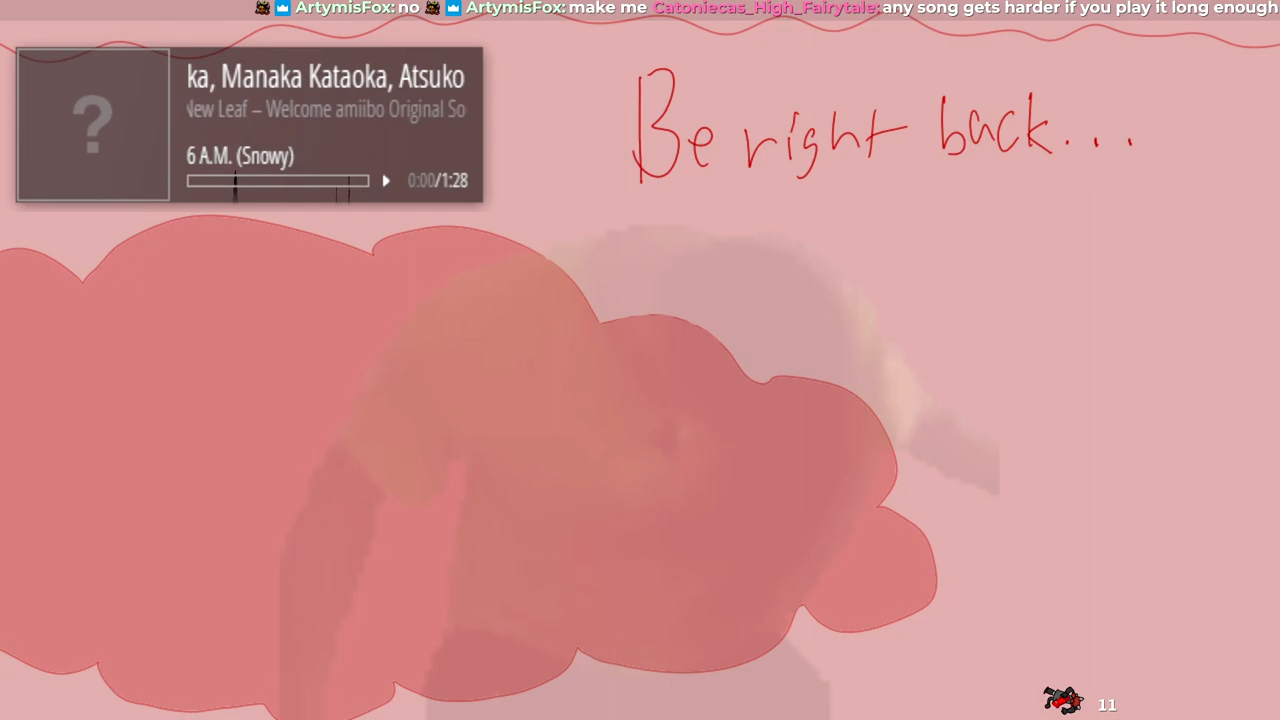 ArtymisFox: no ArtymisFox: make me Catoniecas_High_Fairytale: any song gets harder if you play it long enough
ka, Manaka Kataoka, Atsuko
New Leaf – Welcome amiibo Original So
6 A.M. (Snowy)
0:00/1:28
Be right back...
11